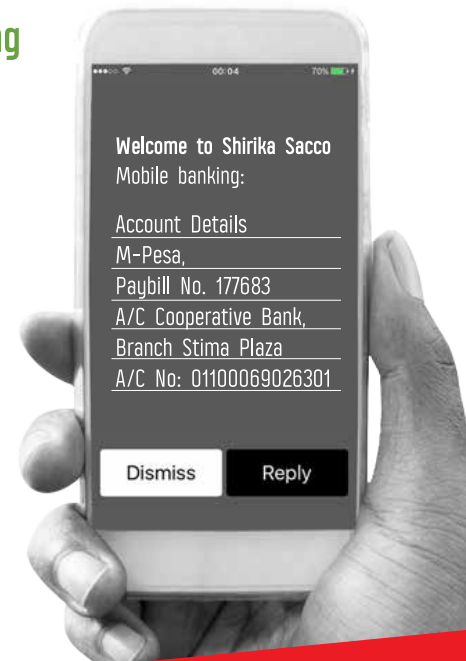 00:04
70%
Welcome to Shirika Sacco
Mobile banking:
Account Details
M-Pesa,
Paybill No. 177683
A/C Cooperative Bank,
Branch Stima Plaza
A/C No: 01100069026301
Dismiss
Reply